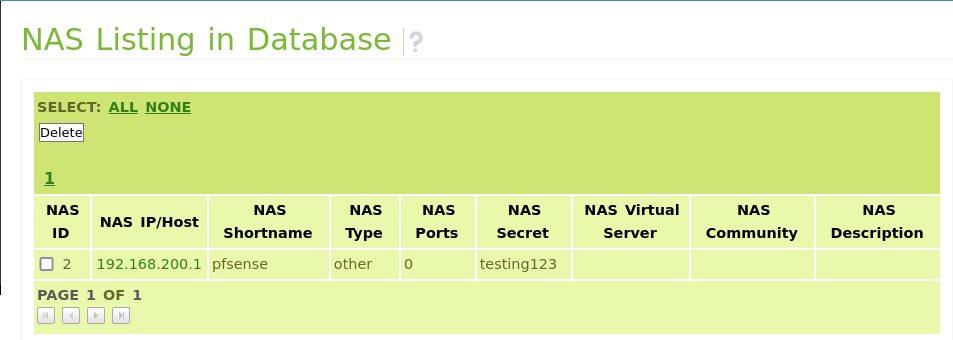 NAS Listing in Database ?
SELECT: ALL NONE
Delete
1
NAS ID NAS IP/Host NAS Shortname NAS Type NAS Ports NAS Secret NAS Virtual Server NAS Community NAS Description
2 192.168.200.1 pfsense other 0 testing123
PAGE 1 OF 1